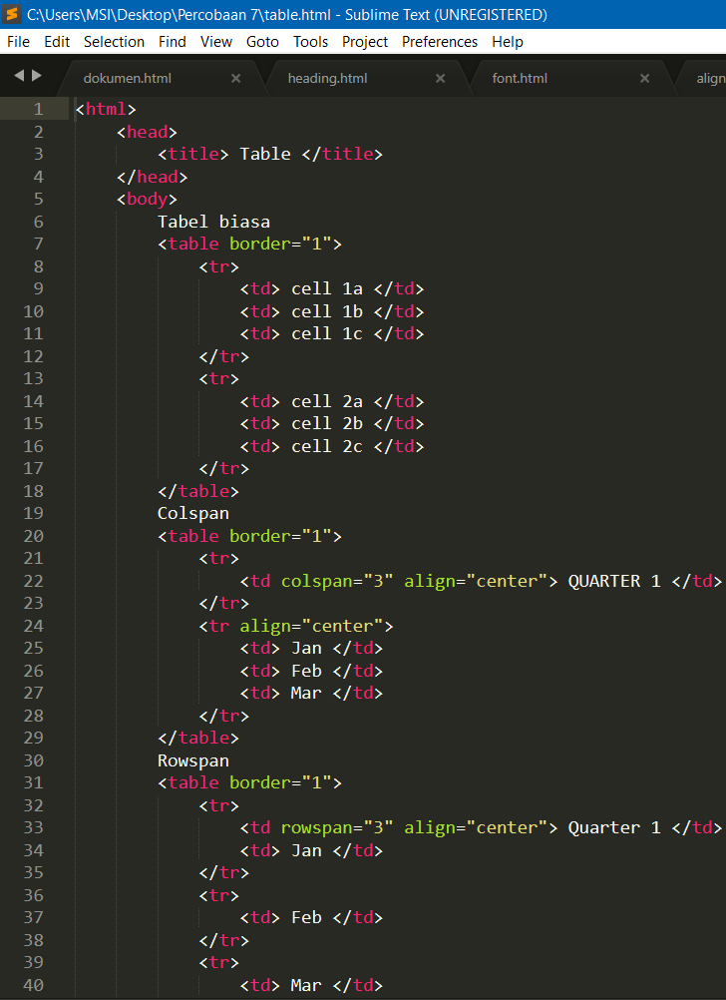 C:\Users\MSI\Desktop\Percobaan 7\table.html - Sublime Text (UNREGISTERED)
File Edit Selection Find View Goto Tools Project Preferences Help
dokumen.html × heading.html × font.html × align
1 <html>
2     <head>
3         <title> Table </title>
4     </head>
5     <body>
6         Tabel biasa
7         <table border="1">
8             <tr>
9                 <td> cell 1a </td>
10                 <td> cell 1b </td>
11                 <td> cell 1c </td>
12             </tr>
13             <tr>
14                 <td> cell 2a </td>
15                 <td> cell 2b </td>
16                 <td> cell 2c </td>
17             </tr>
18         </table>
19         Colspan
20         <table border="1">
21             <tr>
22                 <td colspan="3" align="center"> QUARTER 1 </td>
23             </tr>
24             <tr align="center">
25                 <td> Jan </td>
26                 <td> Feb </td>
27                 <td> Mar </td>
28             </tr>
29         </table>
30         Rowspan
31         <table border="1">
32             <tr>
33                 <td rowspan="3" align="center"> Quarter 1 </td>
34                 <td> Jan </td>
35             </tr>
36             <tr>
37                 <td> Feb </td>
38             </tr>
39             <tr>
40                 <td> Mar </td>